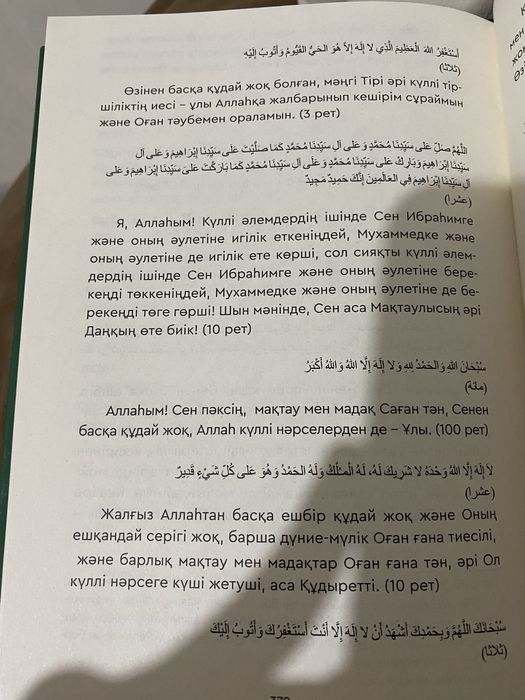 أَسْتَغْفِرُ اللهَ الْعَظِيمَ الَّذِي لَا إِلَهَ إِلاَّ هُوَ الْحَيُّ الْقَيُّومُ وَأَتُوبُ إِلَيْهِ
(ثلاثا)
Өзінен басқа құдай жоқ болған, мәңгі Тірі әрі күллі тір-
шіліктің иесі – ұлы Аллаһқа жалбарынып кешірім сұраймын
және Оған тәубемен ораламын. (3 рет)
اللَّهُمَّ صَلِّ عَلَى سَيِّدِنَا مُحَمَّدٍ وَعَلَى آلِ سَيِّدِنَا مُحَمَّدٍ كَمَا صَلَّيْتَ عَلَى سَيِّدِنَا إِبْرَاهِيمَ وَعَلَى آلِ
سَيِّدِنَا إِبْرَاهِيمَ وَبَارِكْ عَلَى سَيِّدِنَا مُحَمَّدٍ وَعَلَى آلِ سَيِّدِنَا مُحَمَّدٍ كَمَا بَارَكْتَ عَلَىَ سَيِّدِنَا إِبْرَاهِيمَ وَعَلَى
آلِ سَيِّدِنَا إِبْرَاهِيمَ فِي الْعَالَمِينَ إِنَّكَ حَمِيدٌ مَجِيدٌ
(عشرا)
Я, Аллаһым! Күллі әлемдердің ішінде Сен Ибраһимге
және оның әулетіне игілік еткеніңдей, Мухаммедке және
оның әулетіне де игілік ете көрші, сол сияқты күллі әлем-
дердің ішінде Сен Ибраһимге және оның әулетіне бере-
кеңді төккеніңдей, Мухаммедке және оның әулетіне де бе-
рекеңді төге гөрші! Шын мәнінде, Сен аса Мақтаулысың әрі
Даңқың өте биік! (10 рет)
سُبْحَانَ اللهِ وَالْحَمْدُ لِلهِ وَلَا إِلَهَ إِلَّا اللهُ وَاللهُ أَكْبَرُ
(مائة)
Аллаһым! Сен пәксің, мақтау мен мадақ Саған тән, Сенен
басқа құдай жоқ, Аллаһ күллі нәрселерден де – Ұлы. (100 рет)
لَا إِلَهَ إِلَّا اللهُ وَحْدَهُ لَا شَرِيكَ لَهُ، لَهُ الْمُلْكُ وَلَهُ الْحَمْدُ وَهُوَ عَلَى كُلِّ شَيْءٍ قَدِيرٌ
(عشرا)
Жалғыз Аллаһтан басқа ешбір құдай жоқ және Оның
ешқандай серігі жоқ, барша дүние-мүлік Оған ғана тиесілі,
және барлық мақтау мен мадақтар Оған ғана тән, әрі Ол
күллі нәрсеге күші жетуші, аса Құдыретті. (10 рет)
سُبْحَانَكَ اللَّهُمَّ وَبِحَمْدِكَ أَشْهَدُ أَنْ لَا إِلَهَ إِلَّا أَنْتَ أَسْتَغْفِرُكَ وَأَتُوبُ إِلَيْكَ
(ثلاثا)